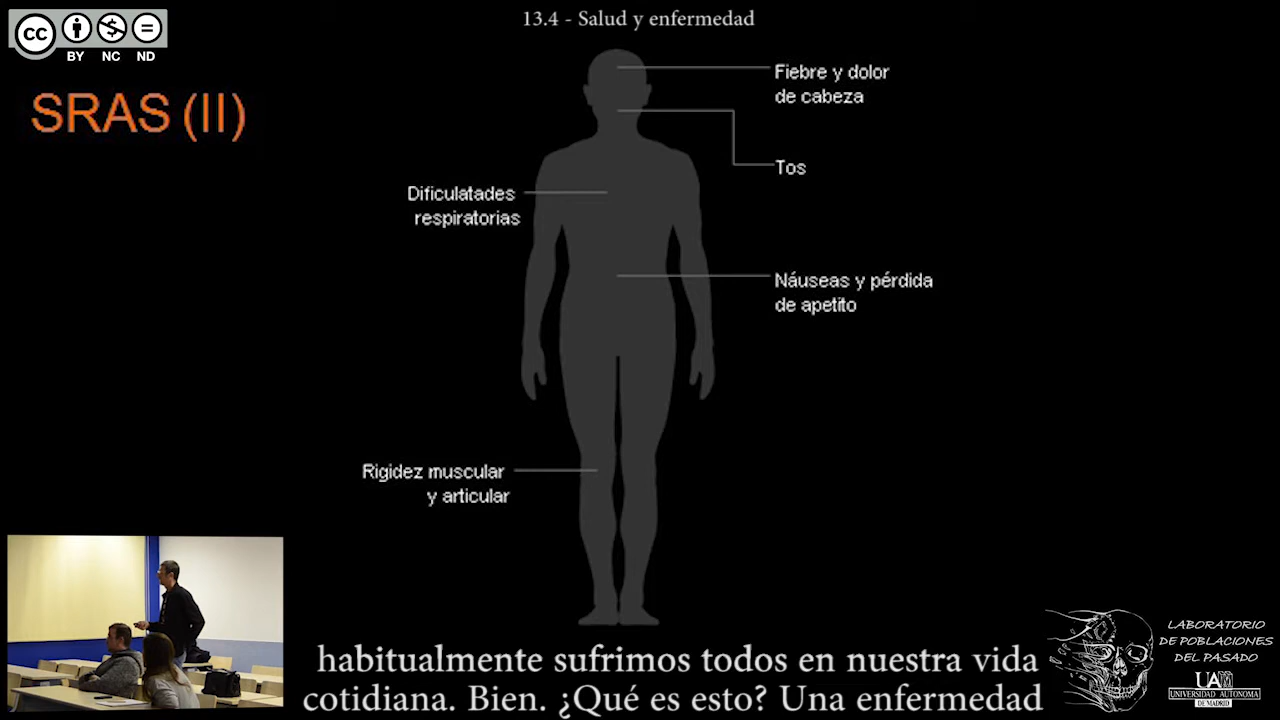 13.4 - Salud y enfermedad
CC
BY NC ND
SRAS (II)
Fiebre y dolor
de cabeza
Tos
Dificulatades
respiratorias
Náuseas y pérdida
de apetito
Rigidez muscular
y articular
habitualmente sufrimos todos en nuestra vida
cotidiana. Bien. ¿Qué es esto? Una enfermedad
LABORATORIO
DE POBLACIONES
DEL PASADO
UAM
UNIVERSIDAD AUTONOMA
DE MADRID